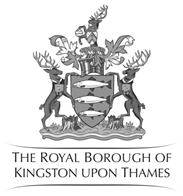 THE ROYAL BOROUGH OF
KINGSTON UPON THAMES